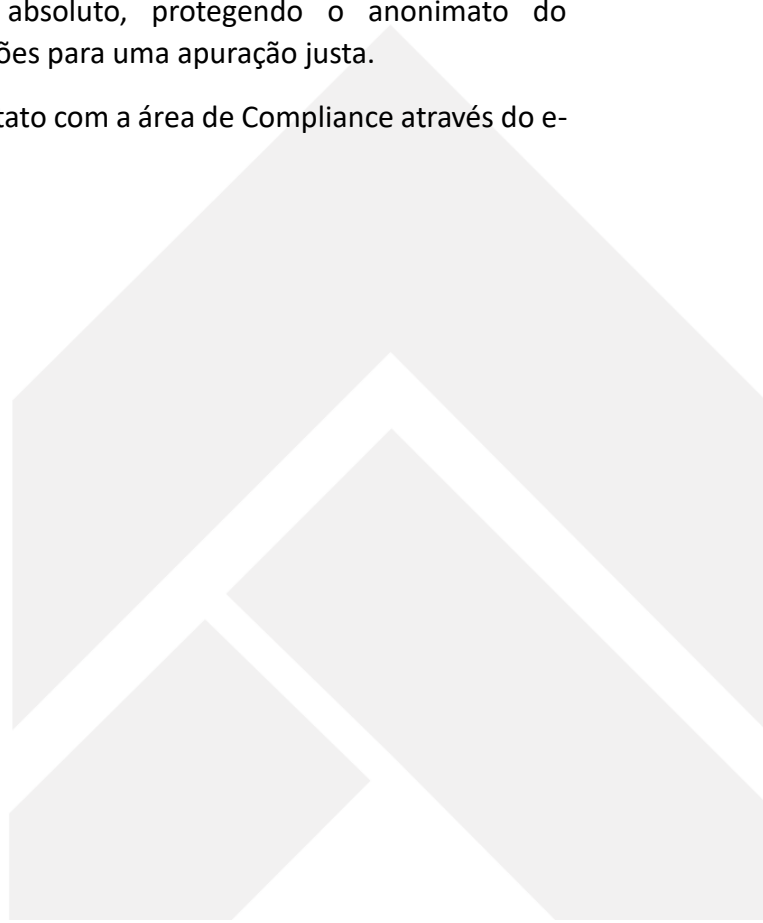 absoluto, protegendo o anonimato do
ões para uma apuração justa.
tato com a área de Compliance através do e-